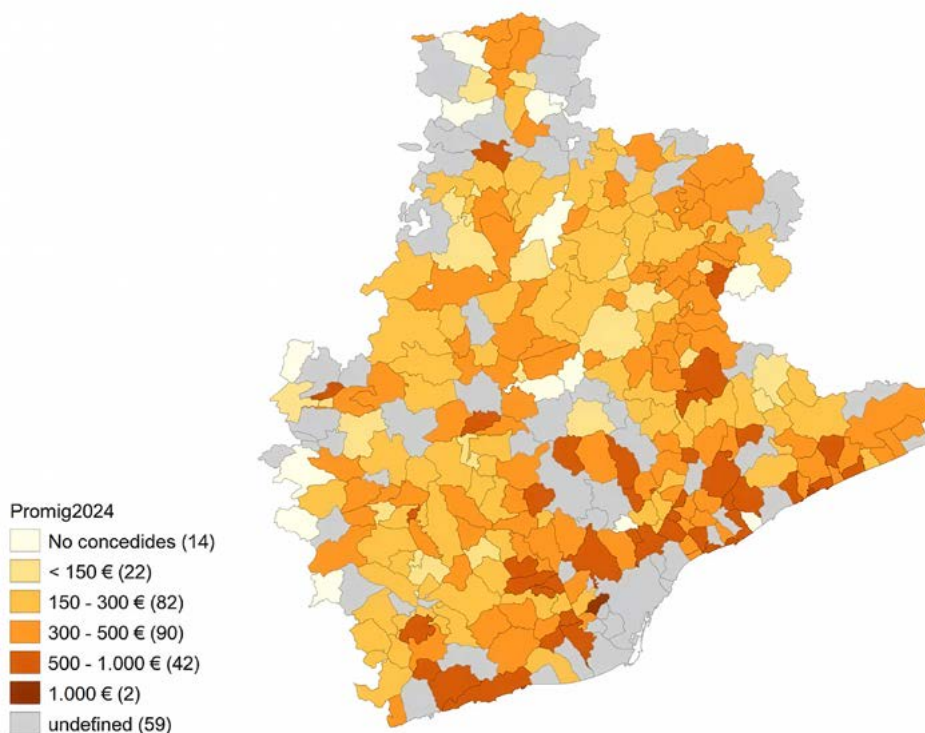 Promig2024
No concedides (14)
< 150 € (22)
150 - 300 € (82)
300 - 500 € (90)
500 - 1.000 € (42)
1.000 € (2)
undefined (59)